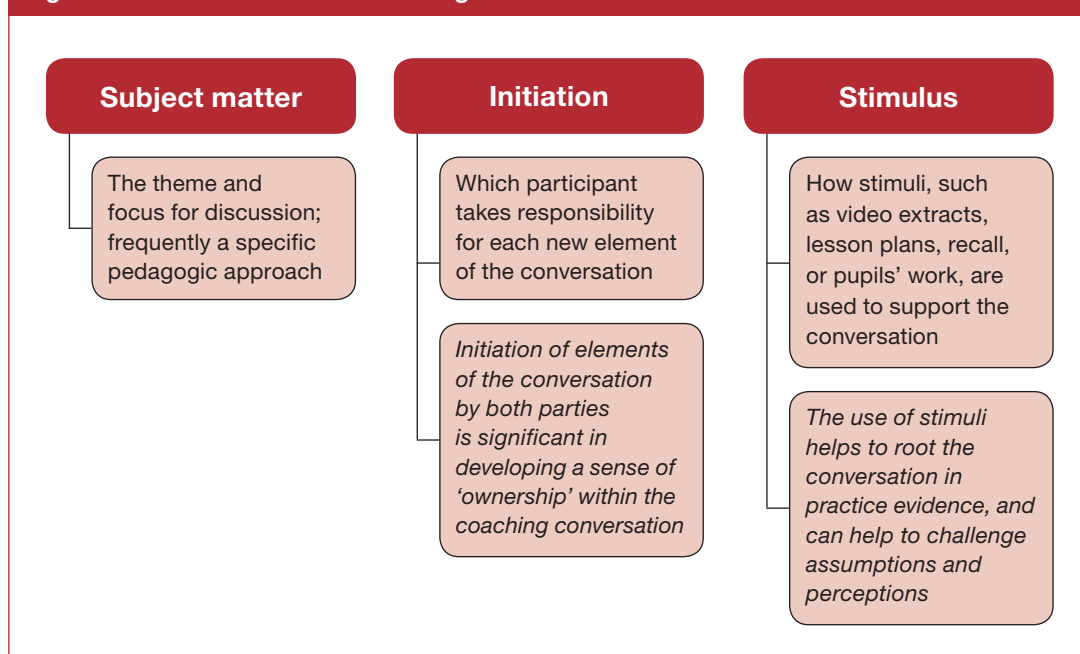 Subject matter
The theme and
focus for discussion;
frequently a specific
pedagogic approach
Initiation
Which participant
takes responsibility
for each new element
of the conversation
Initiation of elements
of the conversation
by both parties
is significant in
developing a sense of
‘ownership’ within the
coaching conversation
Stimulus
How stimuli, such
as video extracts,
lesson plans, recall,
or pupils’ work, are
used to support the
conversation
The use of stimuli
helps to root the
conversation in
practice evidence, and
can help to challenge
assumptions and
perceptions